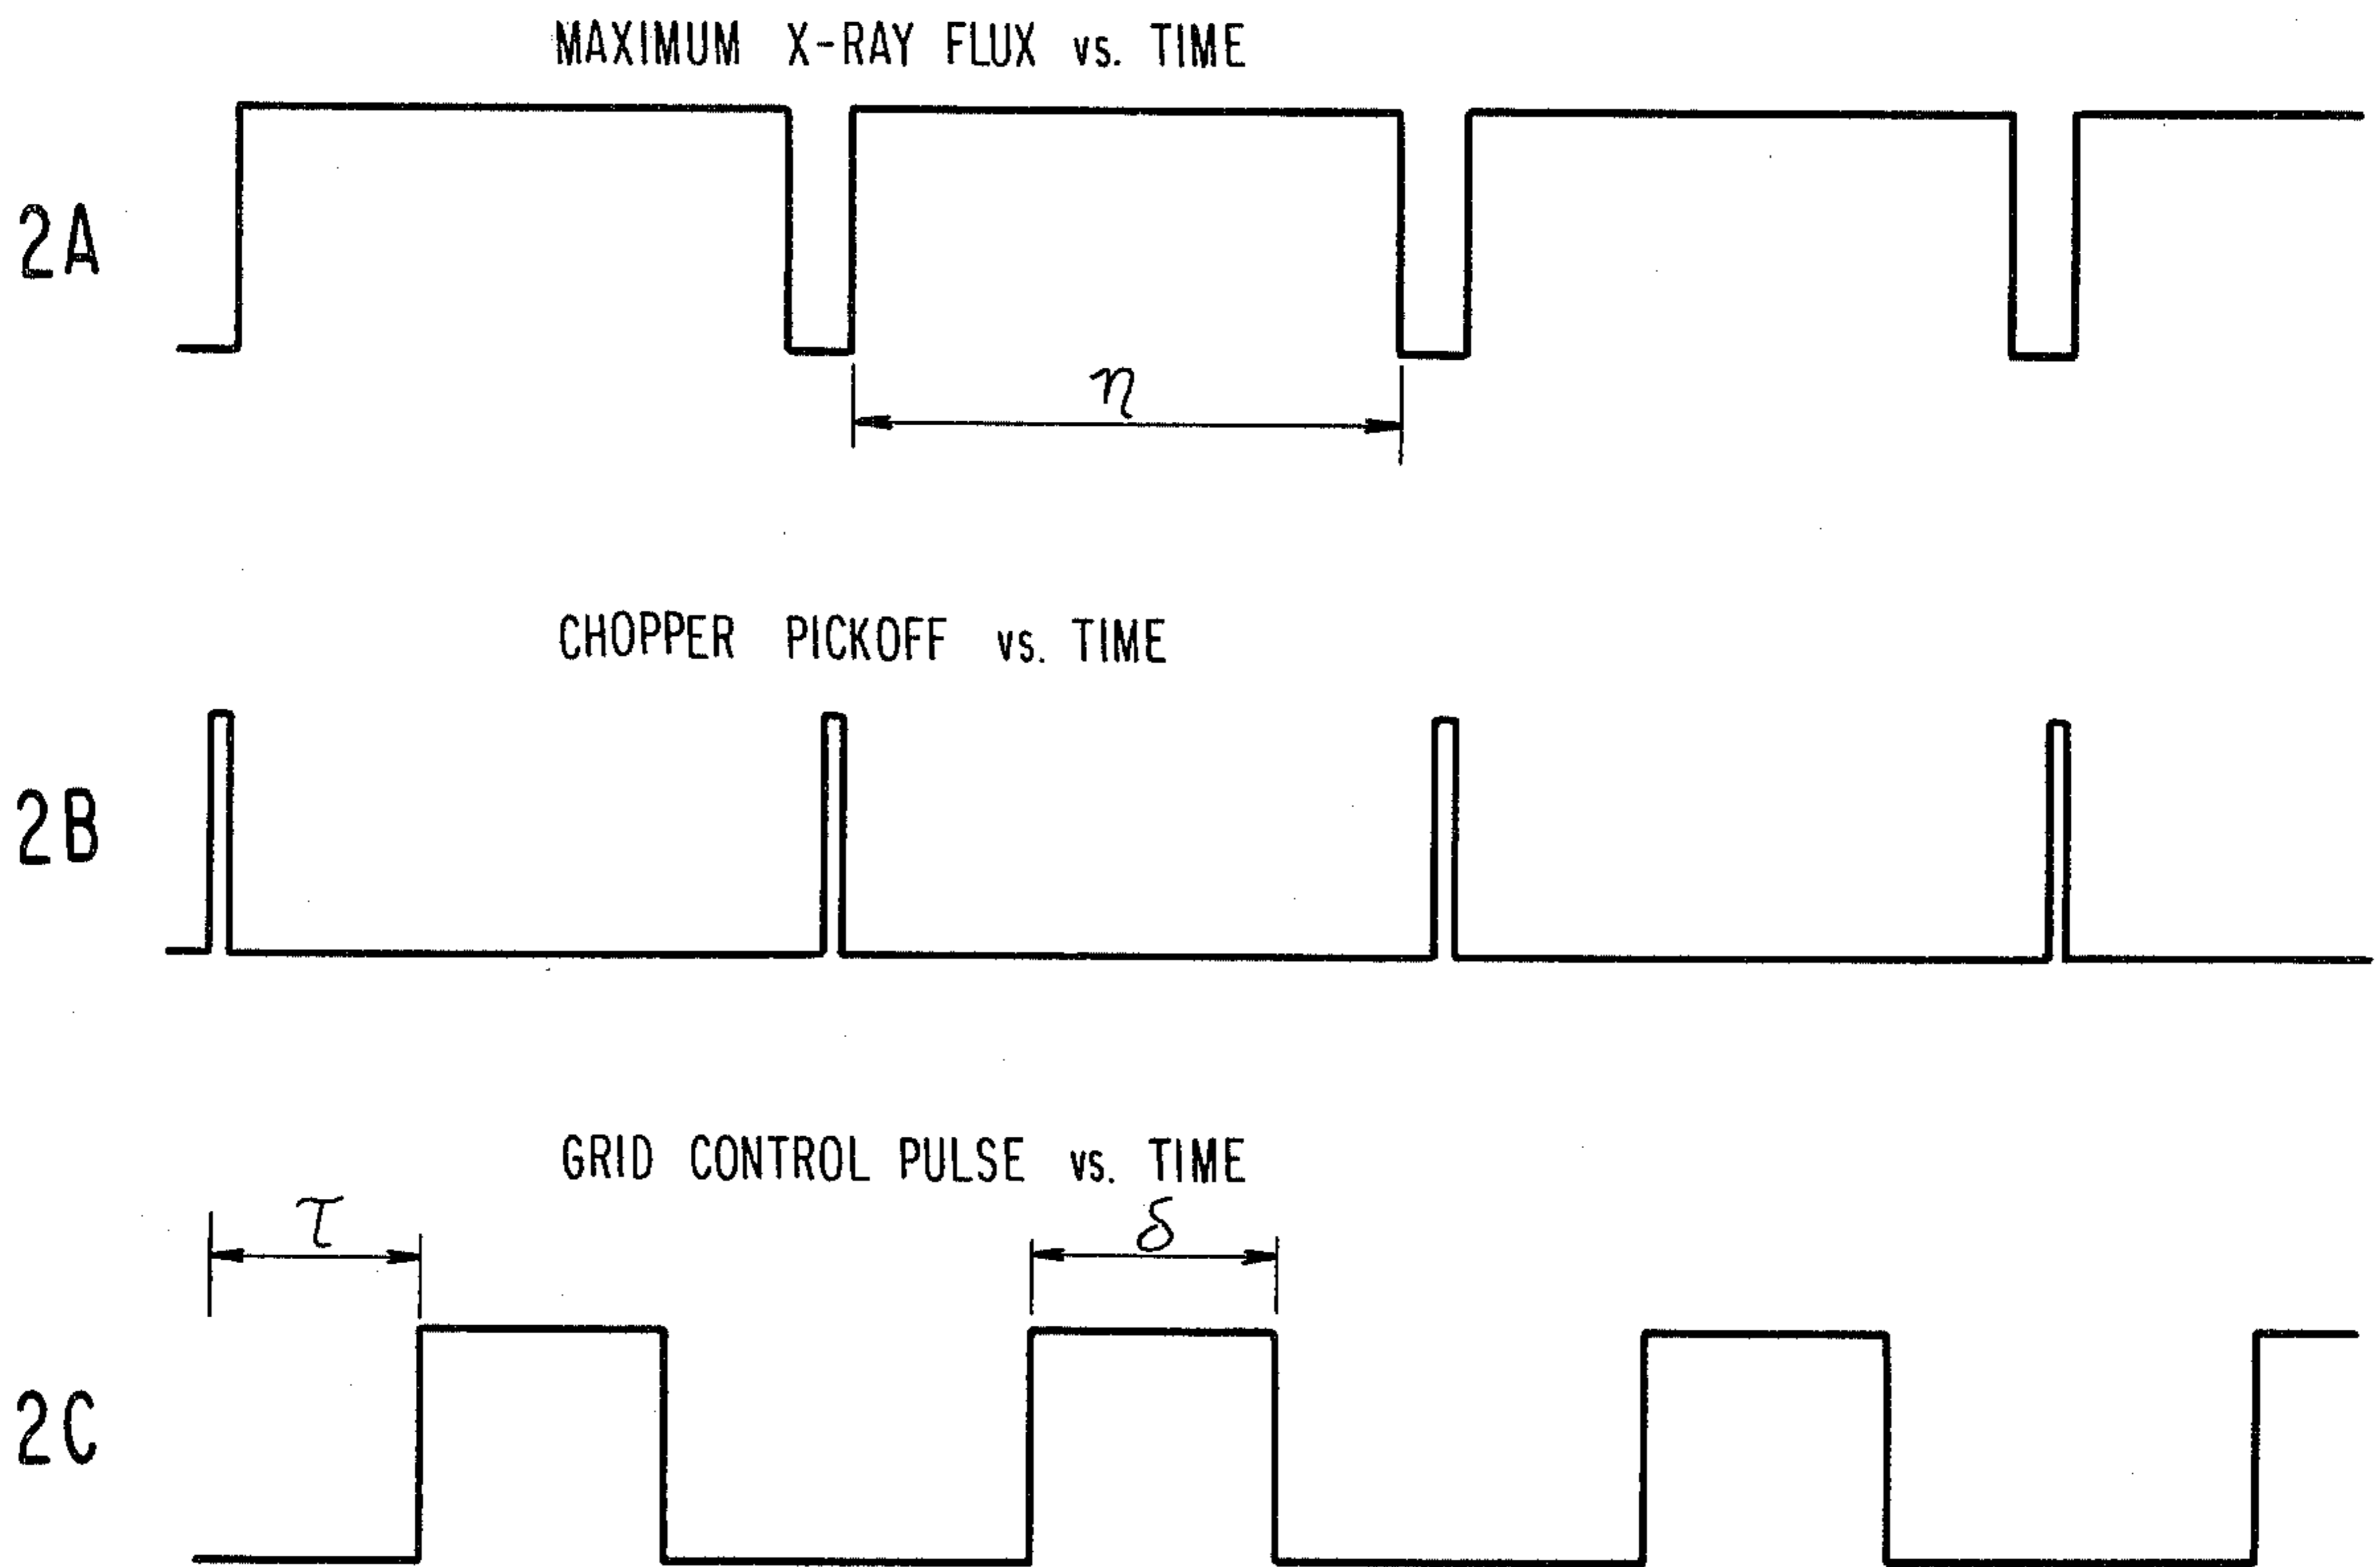 MAXIMUM X-RAY FLUX vs. TIME
2A
η
CHOPPER PICKOFF vs. TIME
2B
GRID CONTROL PULSE vs. TIME
τ δ
2C